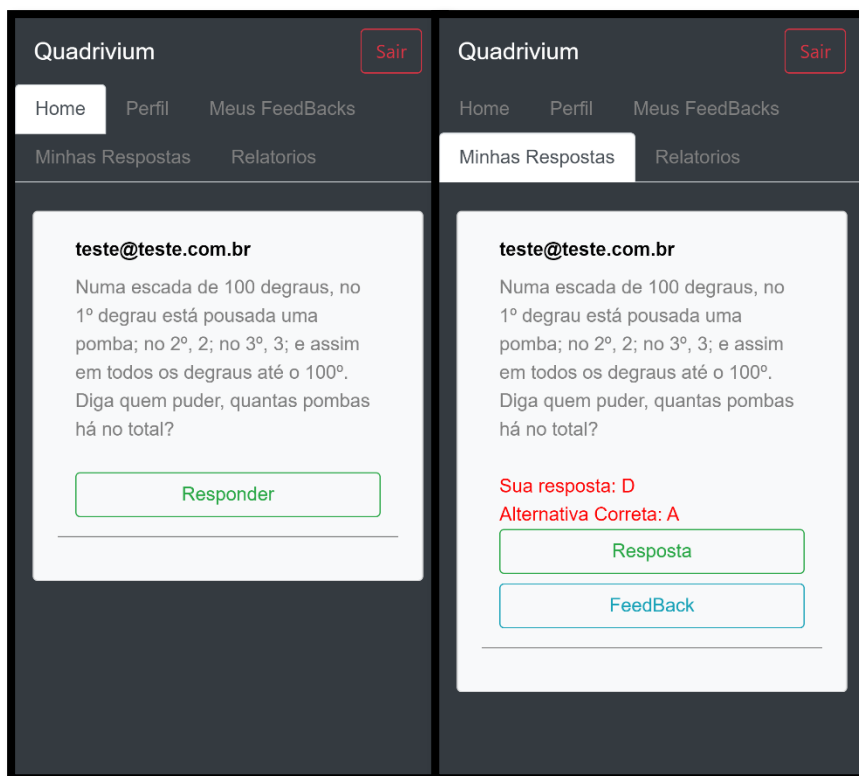 Quadrivium
Sair
Home Perfil Meus FeedBacks
Minhas Respostas Relatorios
teste@teste.com.br
Numa escada de 100 degraus, no
1º degrau está pousada uma
pomba; no 2º, 2; no 3º, 3; e assim
em todos os degraus até o 100º.
Diga quem puder, quantas pombas
há no total?
Responder
Quadrivium
Sair
Home Perfil Meus FeedBacks
Minhas Respostas Relatorios
teste@teste.com.br
Numa escada de 100 degraus, no
1º degrau está pousada uma
pomba; no 2º, 2; no 3º, 3; e assim
em todos os degraus até o 100º.
Diga quem puder, quantas pombas
há no total?
Sua resposta: D
Alternativa Correta: A
Resposta
FeedBack